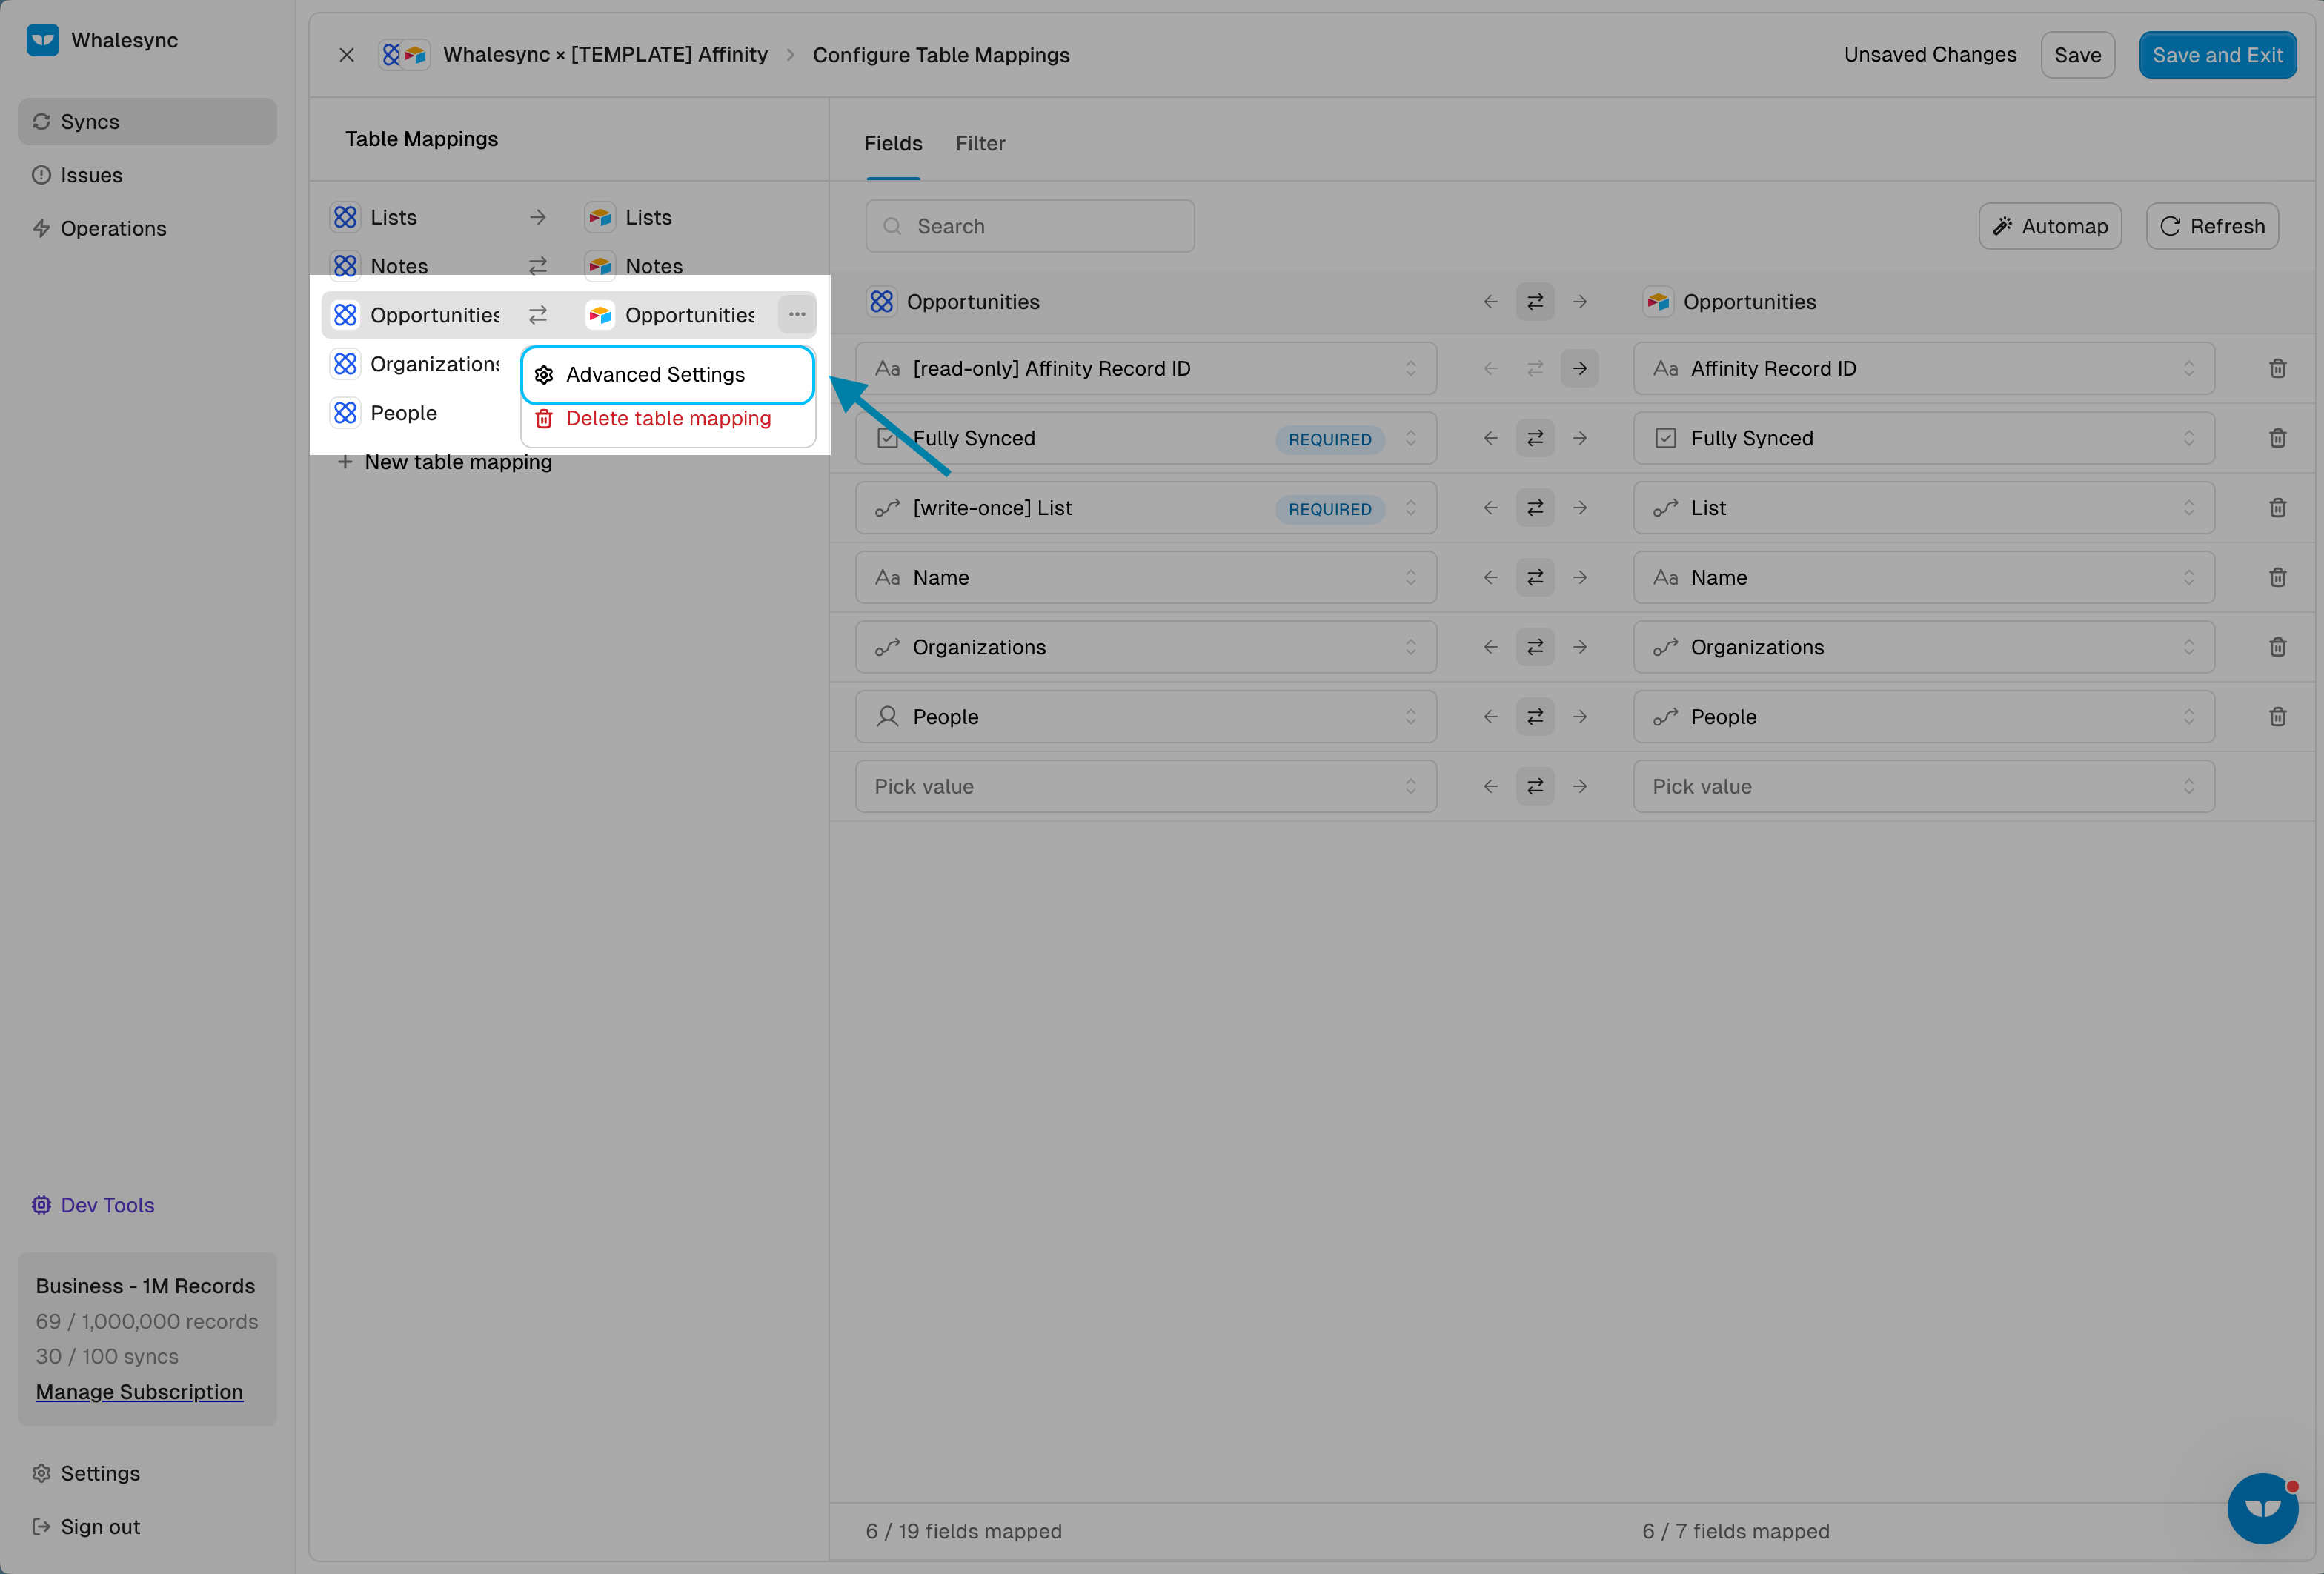 Whalesync
Syncs
Issues
Operations
Dev Tools
Business - 1M Records
69 / 1,000,000 records
30 / 100 syncs
Manage Subscription
Settings
Sign out
Whalesync × [TEMPLATE] Affinity
Configure Table Mappings
Unsaved Changes
Save
Save and Exit
Table Mappings
Lists
Lists
Notes
Notes
Opportunities
Opportunities
Organizations
People
Advanced Settings
Delete table mapping
New table mapping
Fields
Filter
Search
Automap
Refresh
Opportunities
Opportunities
Aa [read-only] Affinity Record ID
Aa Affinity Record ID
Fully Synced REQUIRED
Fully Synced
[write-once] List REQUIRED
List
Aa Name
Aa Name
Organizations
Organizations
People
People
Pick value
Pick value
6 / 19 fields mapped
6 / 7 fields mapped